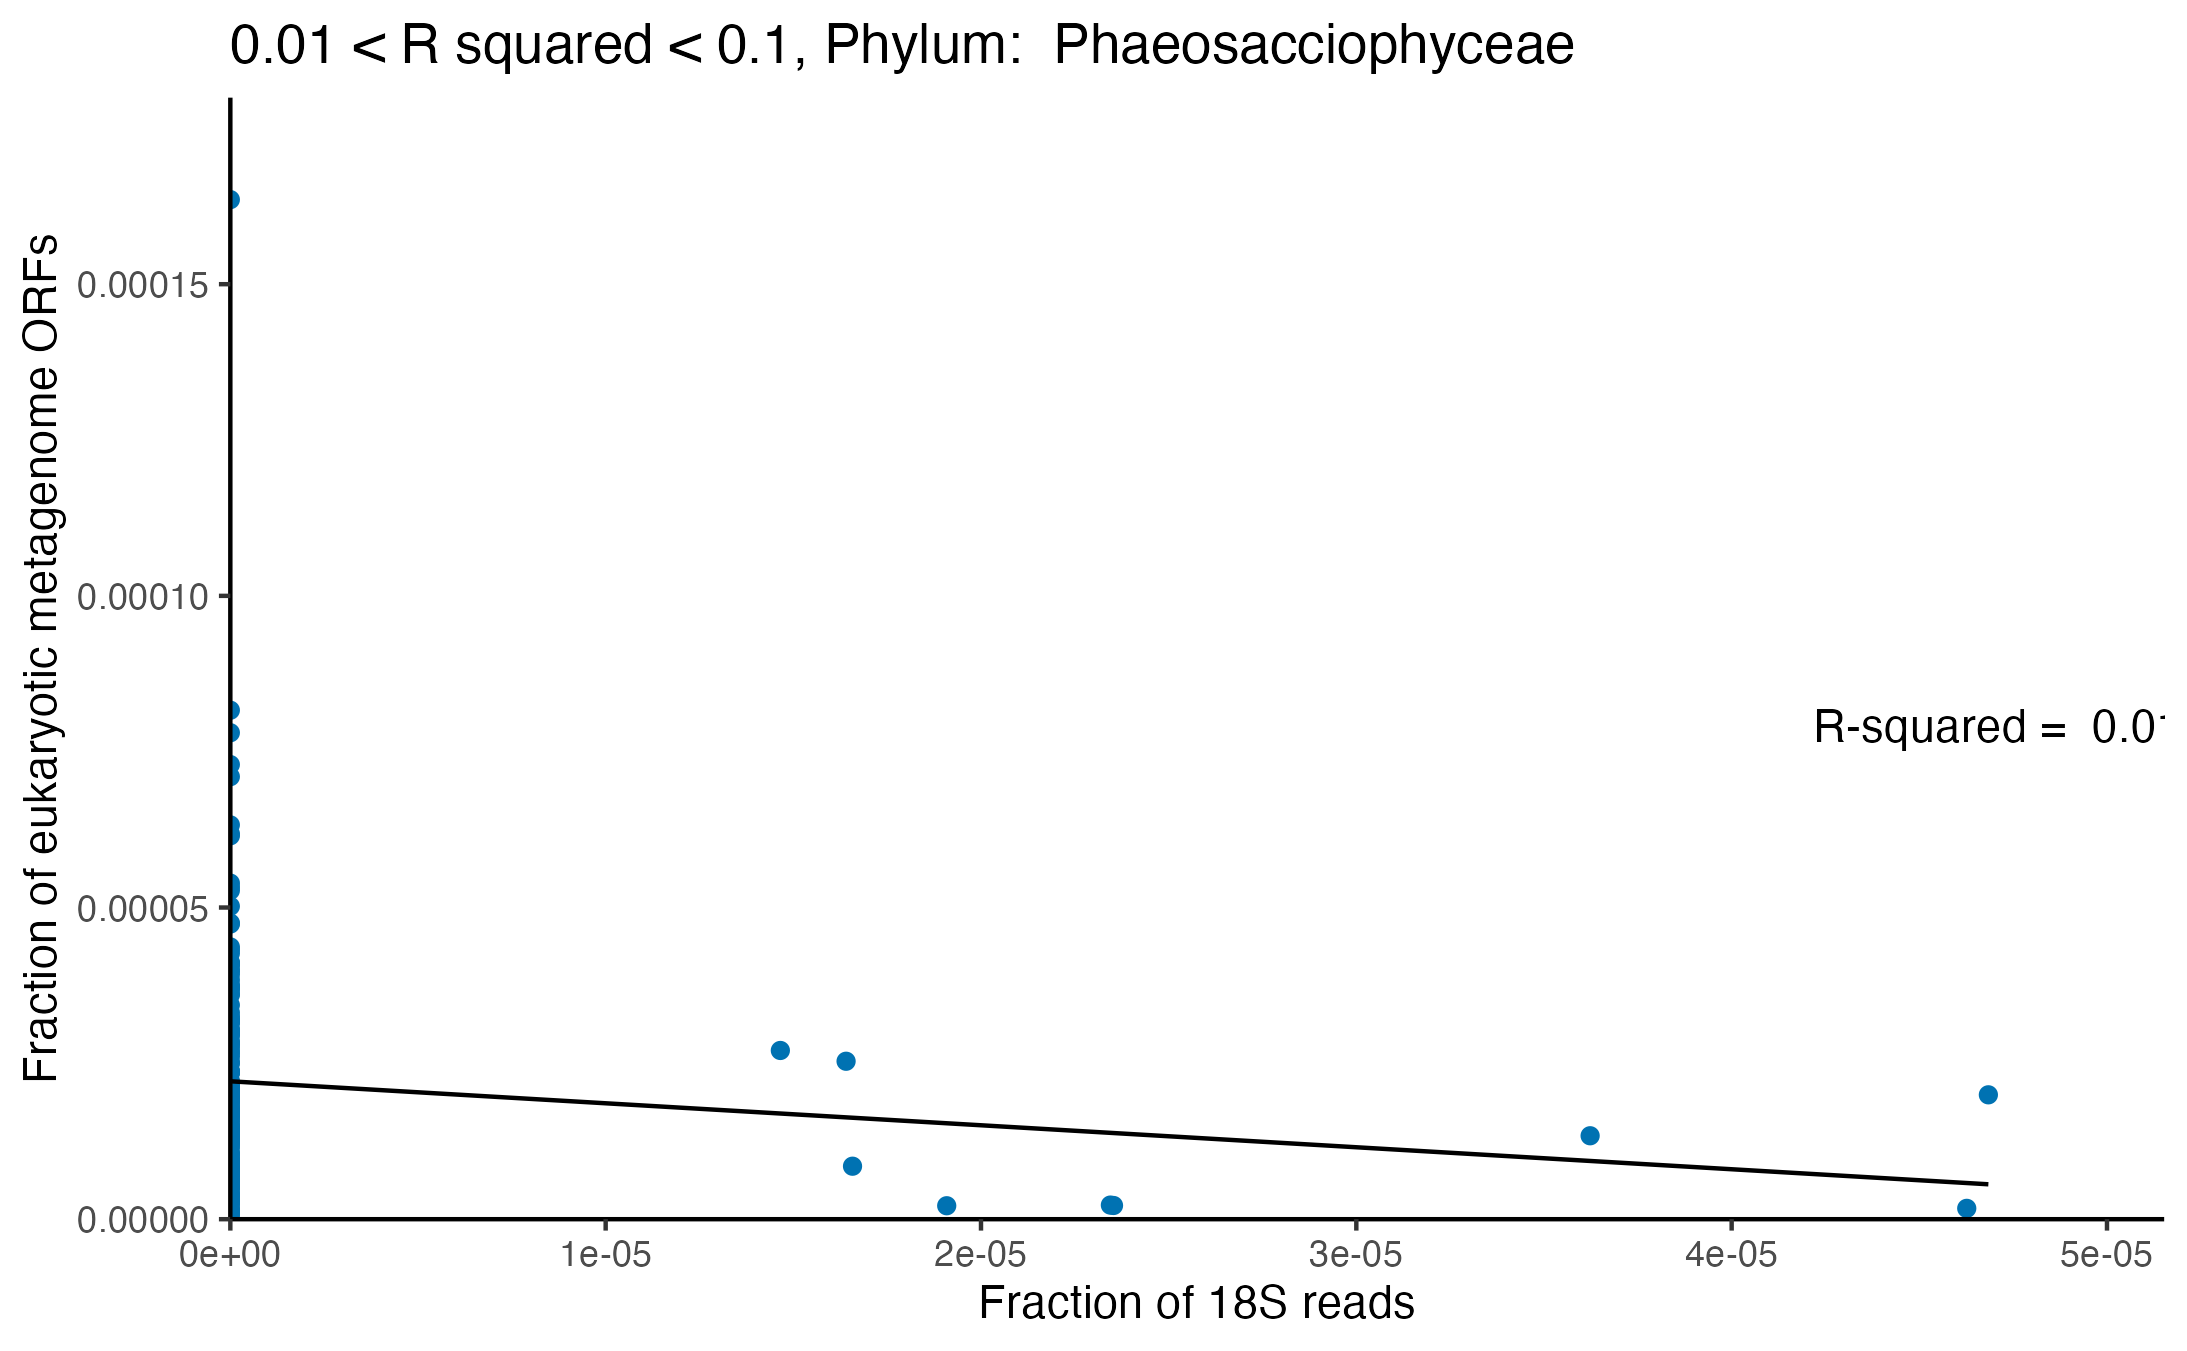 0.01 < R squared < 0.1, Phylum:  Phaeosacciophyceae
Fraction of eukaryotic metagenome ORFs
0.00015
0.00010
0.00005
0.00000
R-squared =  0.01
0e+00
1e-05
2e-05
3e-05
4e-05
5e-05
Fraction of 18S reads